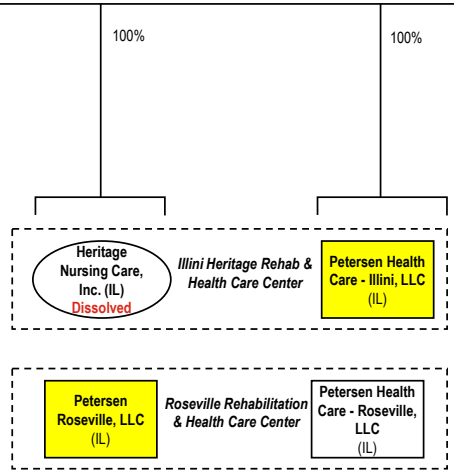 100%
100%
Heritage
Nursing Care,
Inc. (IL)
Dissolved
Illini Heritage Rehab &
Health Care Center
Petersen Health
Care - Illini, LLC
(IL)
Petersen
Roseville, LLC
(IL)
Roseville Rehabilitation
& Health Care Center
Petersen Health
Care - Roseville,
LLC
(IL)